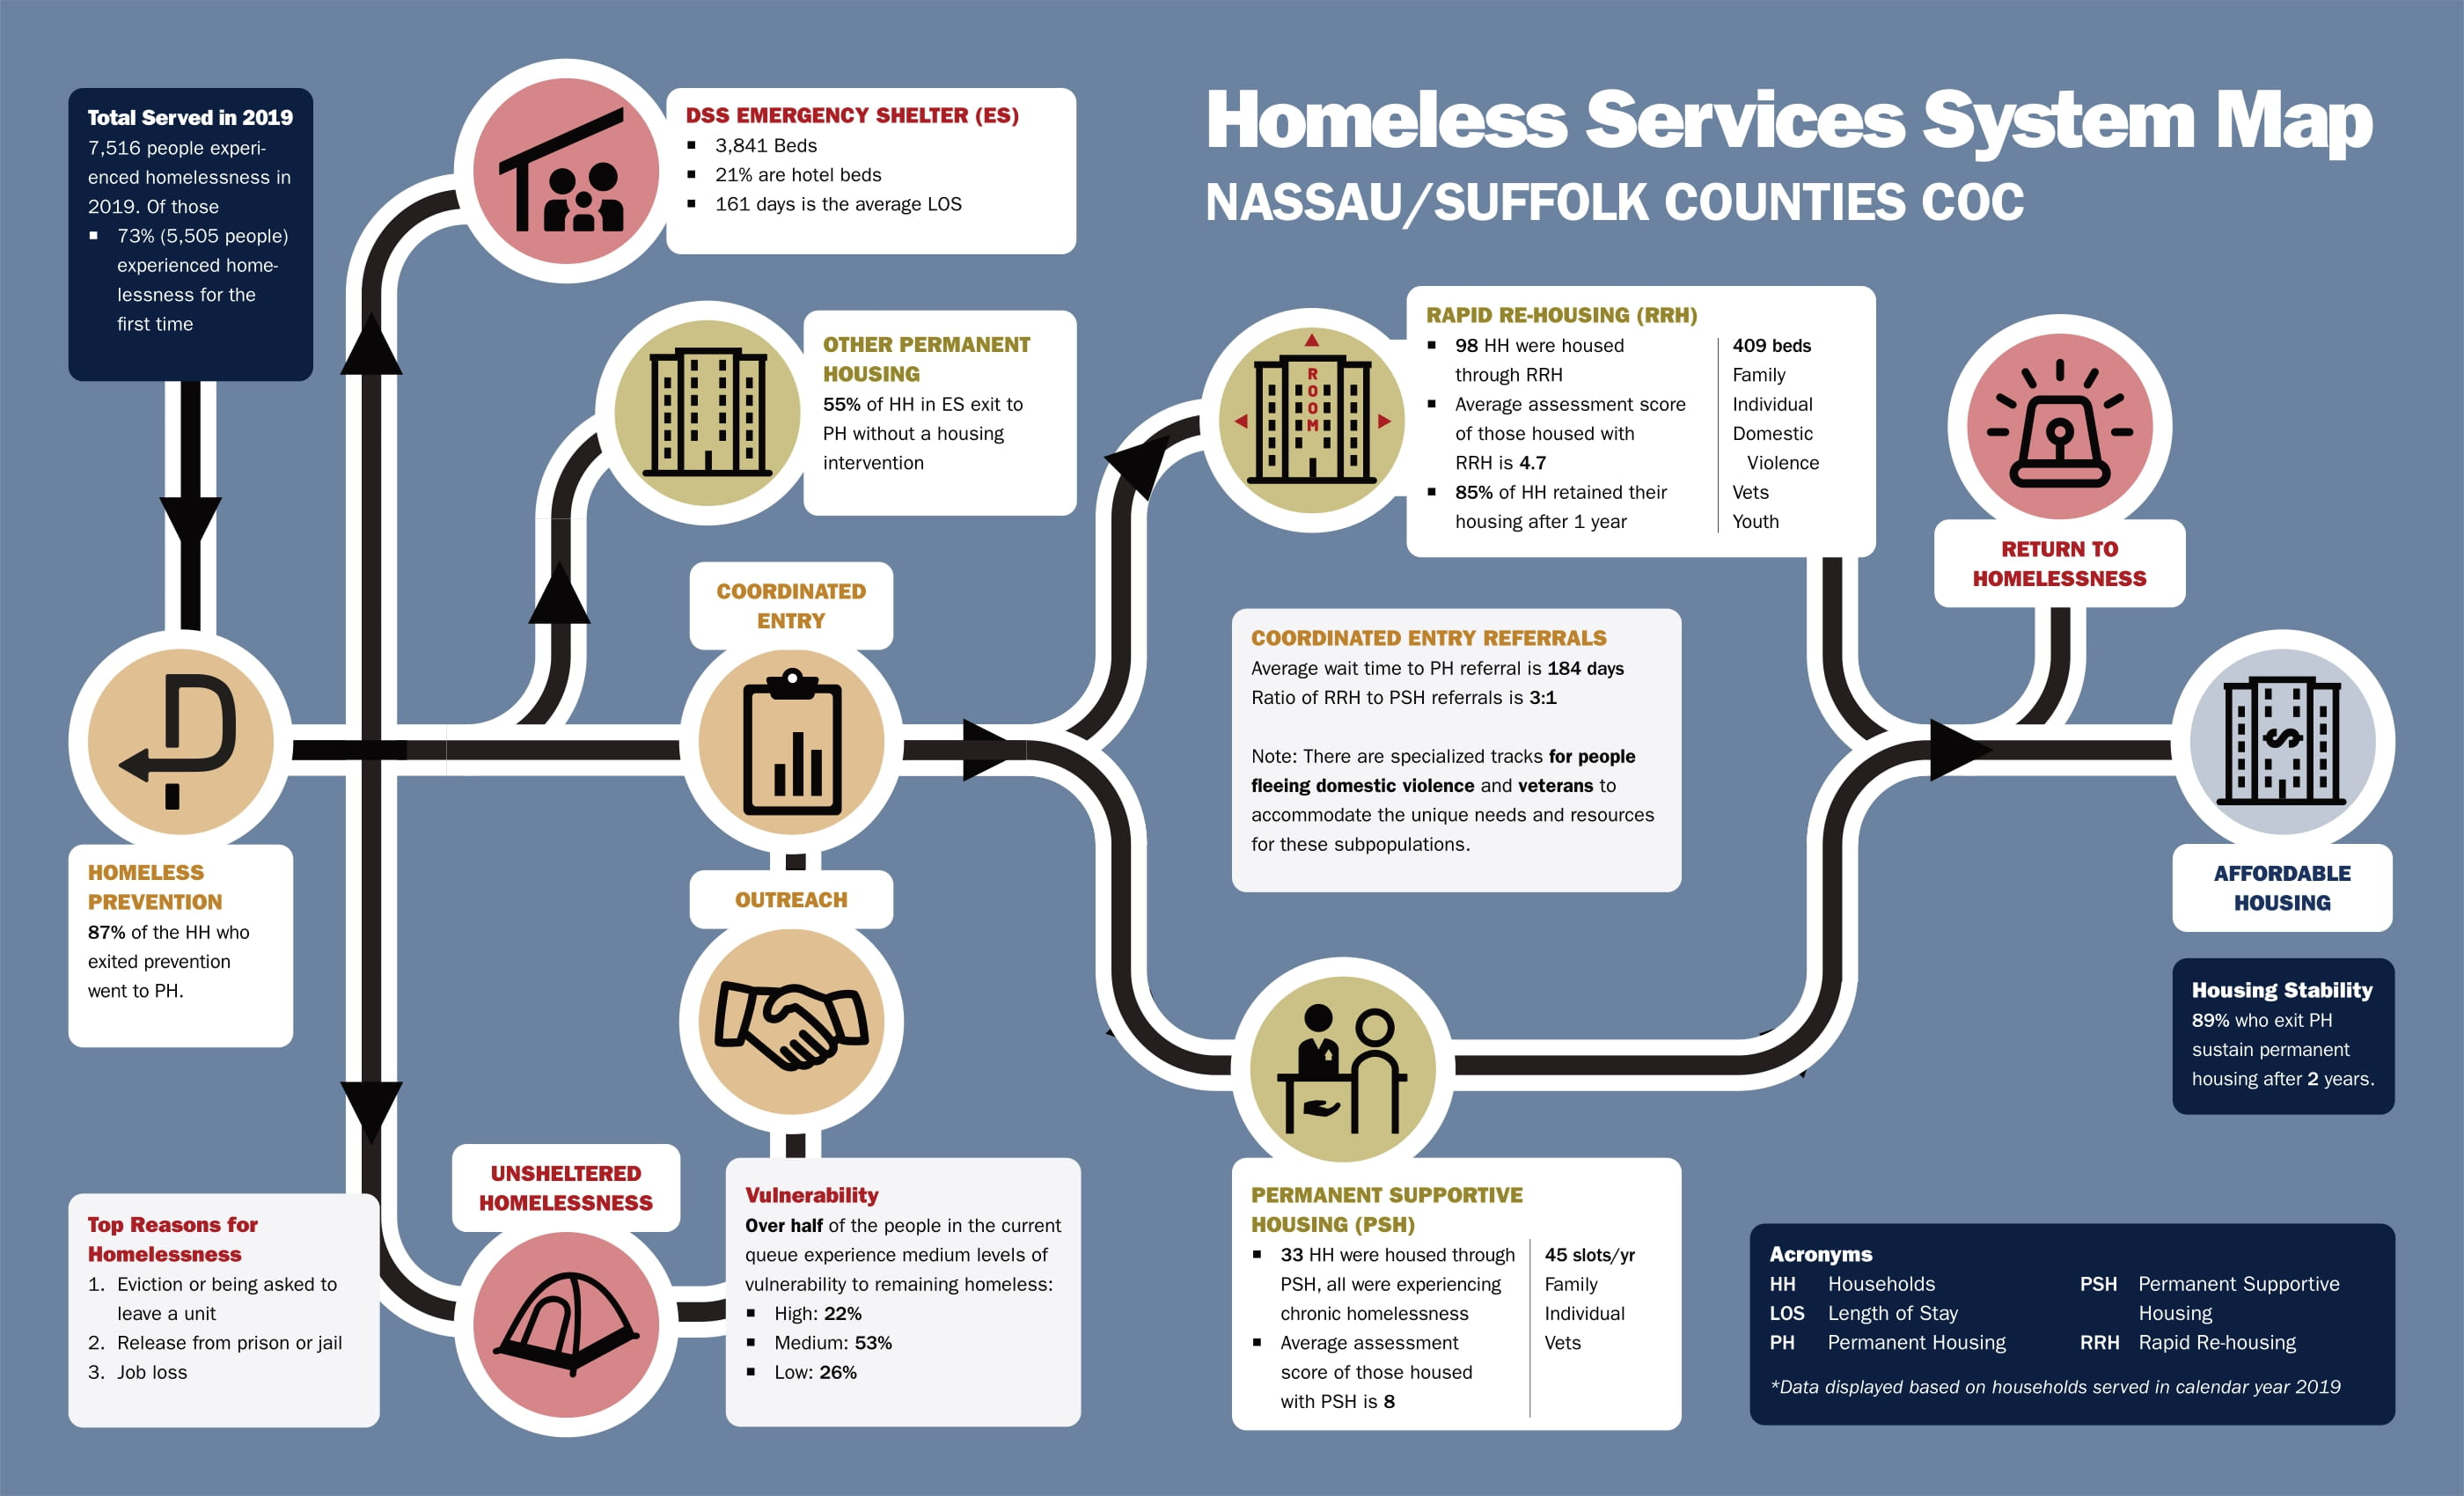 Homeless Services System Map
NASSAU/SUFFOLK COUNTIES COC
Total Served in 2019
7,516 people experi-
enced homelessness in
2019. Of those
▪ 73% (5,505 people)
experienced home-
lessness for the
first time
DSS EMERGENCY SHELTER (ES)
▪ 3,841 Beds
▪ 21% are hotel beds
▪ 161 days is the average LOS
OTHER PERMANENT
HOUSING
55% of HH in ES exit to
PH without a housing
intervention
ROOM
RAPID RE-HOUSING (RRH)
▪ 98 HH were housed
through RRH
▪ Average assessment score
of those housed with
RRH is 4.7
▪ 85% of HH retained their
housing after 1 year
409 beds
Family
Individual
Domestic
Violence
Vets
Youth
RETURN TO
HOMELESSNESS
COORDINATED
ENTRY
COORDINATED ENTRY REFERRALS
Average wait time to PH referral is 184 days
Ratio of RRH to PSH referrals is 3:1
Note: There are specialized tracks for people
fleeing domestic violence and veterans to
accommodate the unique needs and resources
for these subpopulations.
HOMELESS
PREVENTION
87% of the HH who
exited prevention
went to PH.
OUTREACH
$
AFFORDABLE
HOUSING
Housing Stability
89% who exit PH
sustain permanent
housing after 2 years.
Top Reasons for
Homelessness
1. Eviction or being asked to
leave a unit
2. Release from prison or jail
3. Job loss
UNSHELTERED
HOMELESSNESS
Vulnerability
Over half of the people in the current
queue experience medium levels of
vulnerability to remaining homeless:
▪ High: 22%
▪ Medium: 53%
▪ Low: 26%
PERMANENT SUPPORTIVE
HOUSING (PSH)
▪ 33 HH were housed through
PSH, all were experiencing
chronic homelessness
▪ Average assessment
score of those housed
with PSH is 8
45 slots/yr
Family
Individual
Vets
Acronyms
HH Households
LOS Length of Stay
PH Permanent Housing
PSH Permanent Supportive
Housing
RRH Rapid Re-housing
*Data displayed based on households served in calendar year 2019